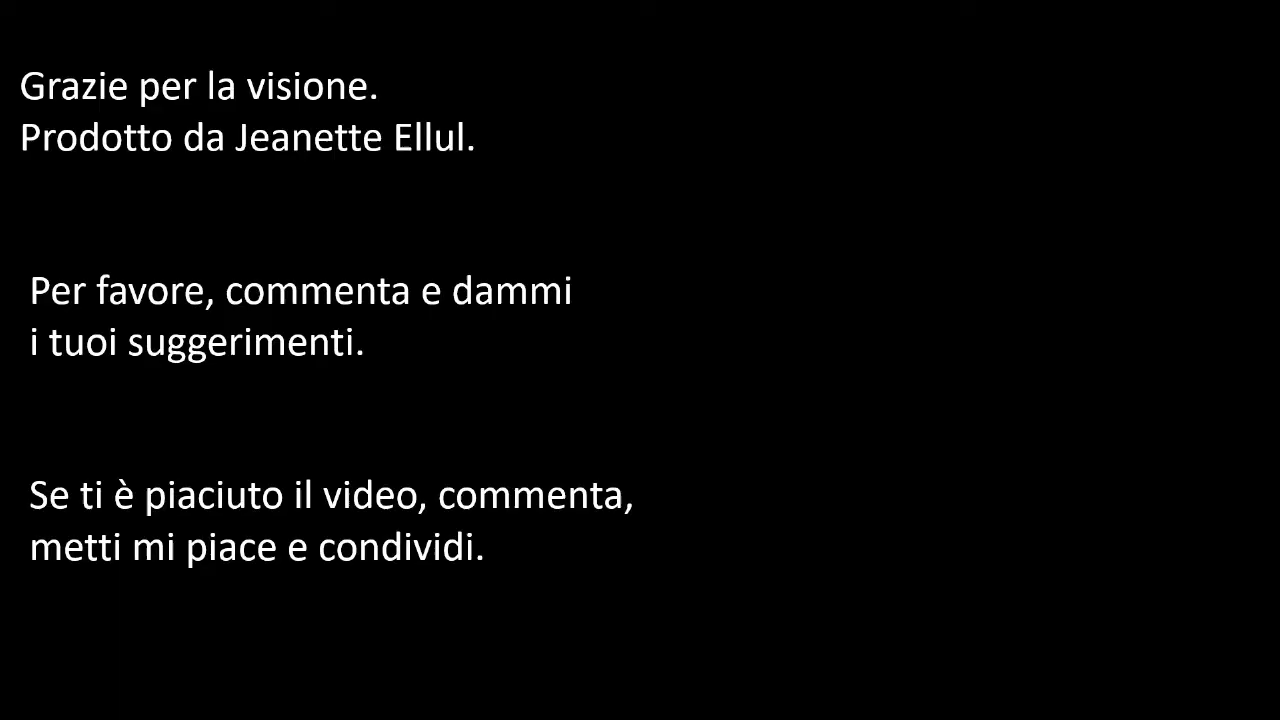 Grazie per la visione.
Prodotto da Jeanette Ellul.
Per favore, commenta e dammi
i tuoi suggerimenti.
Se ti è piaciuto il video, commenta,
metti mi piace e condividi.